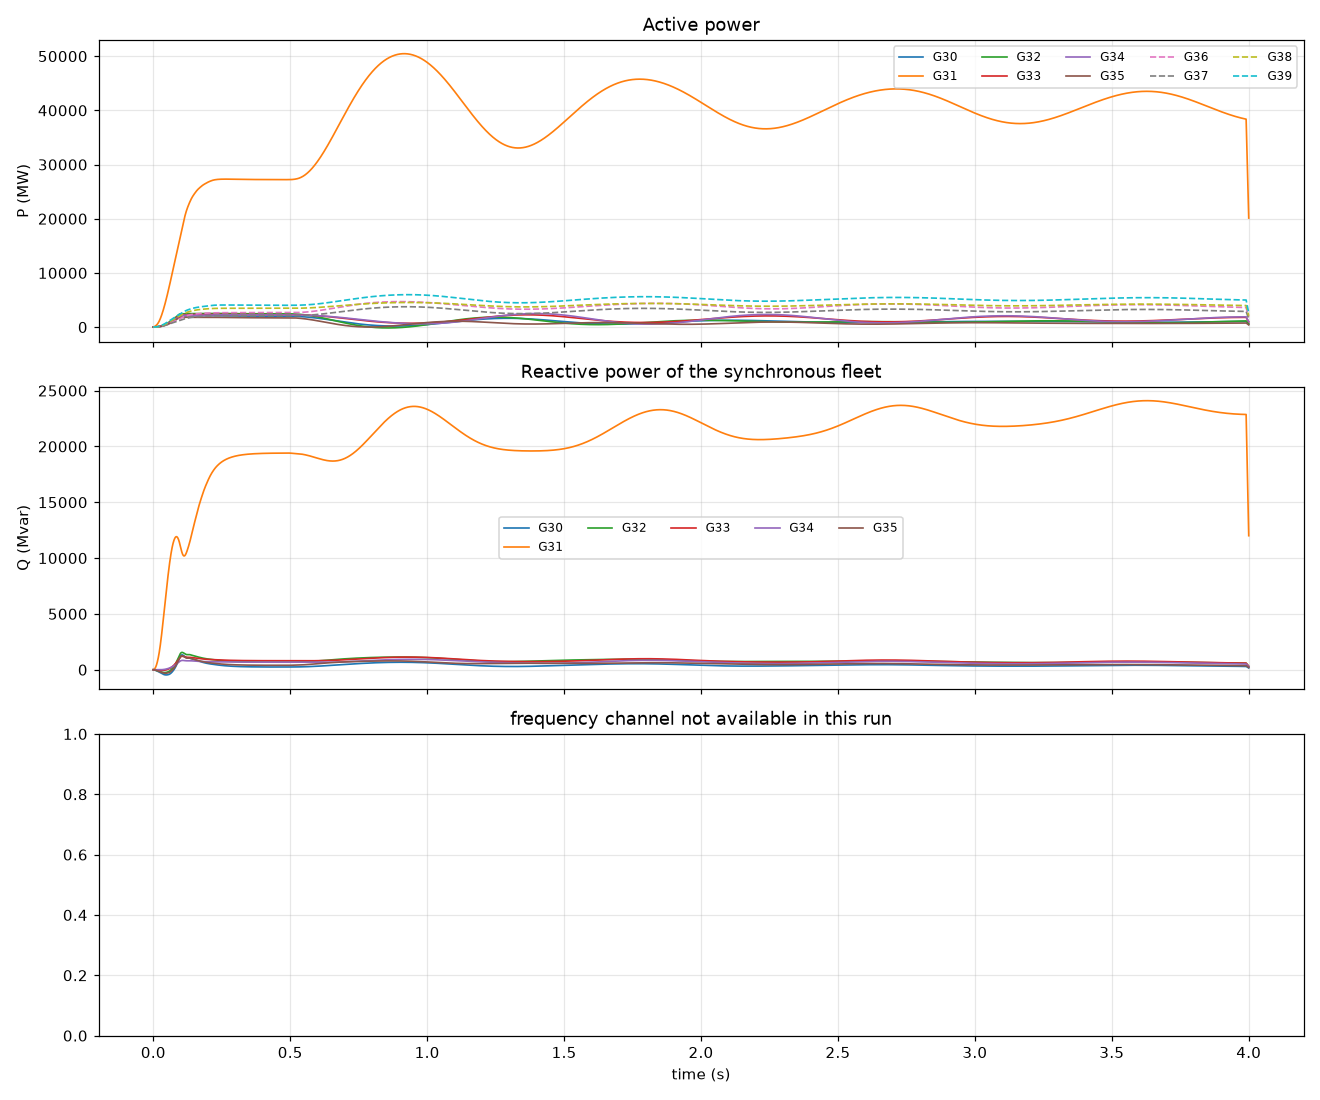 Active power
P (MW)
50000
40000
30000
20000
10000
0
G30 G32 G34 G36 G38
G31 G33 G35 G37 G39
Reactive power of the synchronous fleet
Q (Mvar)
25000
20000
15000
10000
5000
0
G30 G32 G33 G34 G35
G31
frequency channel not available in this run
1.0
0.8
0.6
0.4
0.2
0.0
0.0 0.5 1.0 1.5 2.0 2.5 3.0 3.5 4.0
time (s)